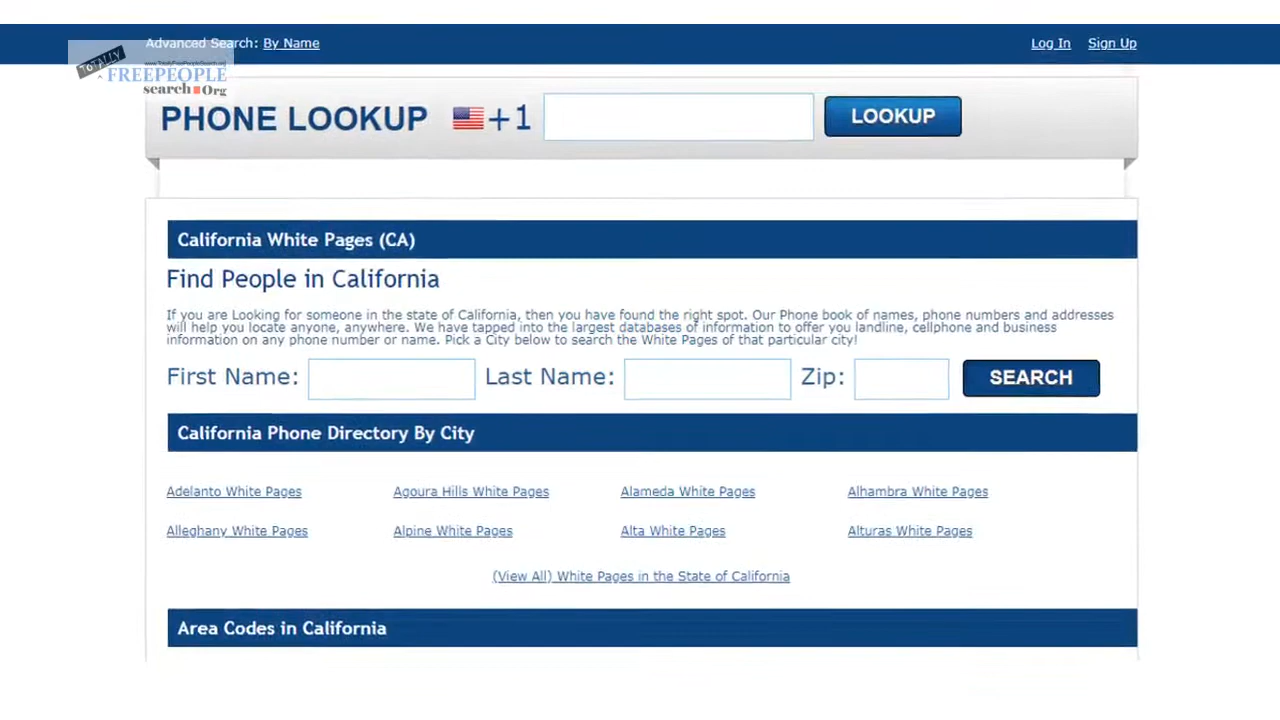 Advanced Search: By Name
Log In Sign Up
TOTALLY
www.TotallyFreePeopleSearch.org
FREEPEOPLE
search.Org
PHONE LOOKUP +1 LOOKUP
California White Pages (CA)
Find People in California
If you are Looking for someone in the state of California, then you have found the right spot. Our Phone book of names, phone numbers and addresses
will help you locate anyone, anywhere. We have tapped into the largest databases of information to offer you landline, cellphone and business
information on any phone number or name. Pick a City below to search the White Pages of that particular city!
First Name: Last Name: Zip: SEARCH
California Phone Directory By City
Adelanto White Pages Agoura Hills White Pages Alameda White Pages Alhambra White Pages
Alleghany White Pages Alpine White Pages Alta White Pages Alturas White Pages
(View All) White Pages in the State of California
Area Codes in California